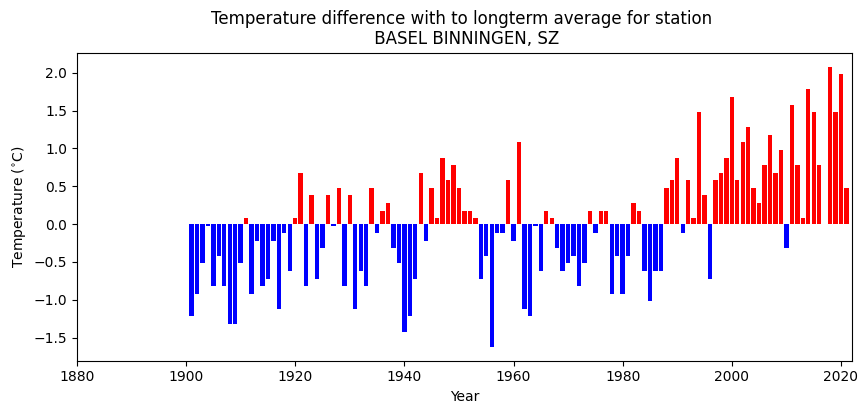 Temperature difference with to longterm average for station
BASEL BINNINGEN, SZ
Temperature (°C)
2.0
1.5
1.0
0.5
0.0
−0.5
−1.0
−1.5
1880 1900 1920 1940 1960 1980 2000 2020
Year